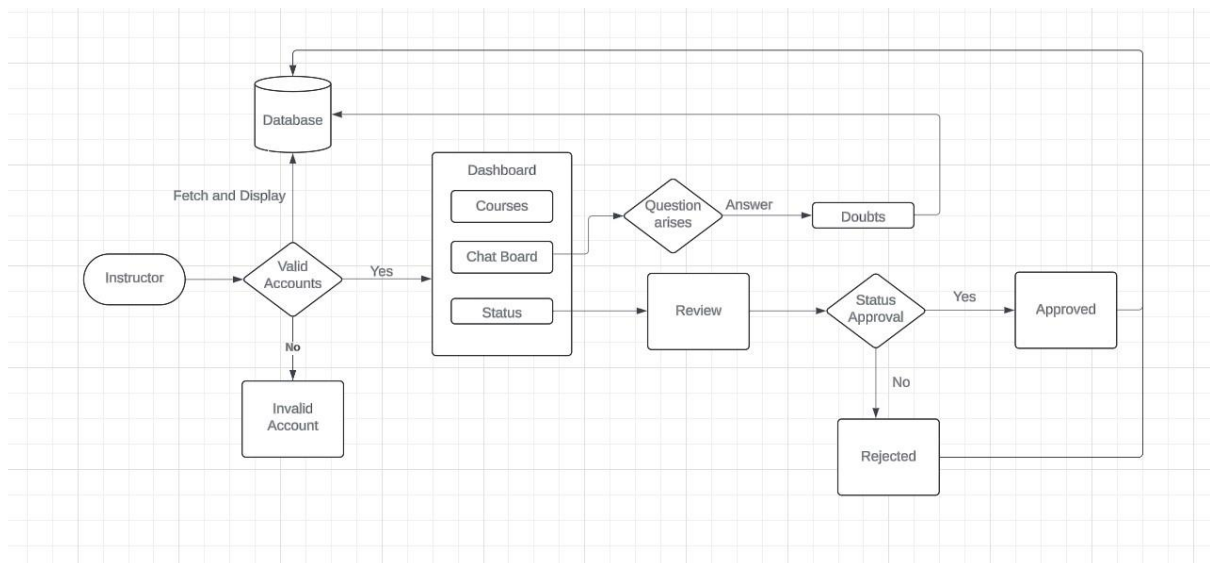 Database
Fetch and Display
Dashboard
Courses
Chat Board
Status
Question
arises
Answer
Doubts
Instructor
Valid
Accounts
Yes
No
Invalid
Account
Review
Status
Approval
Yes
Approved
No
Rejected